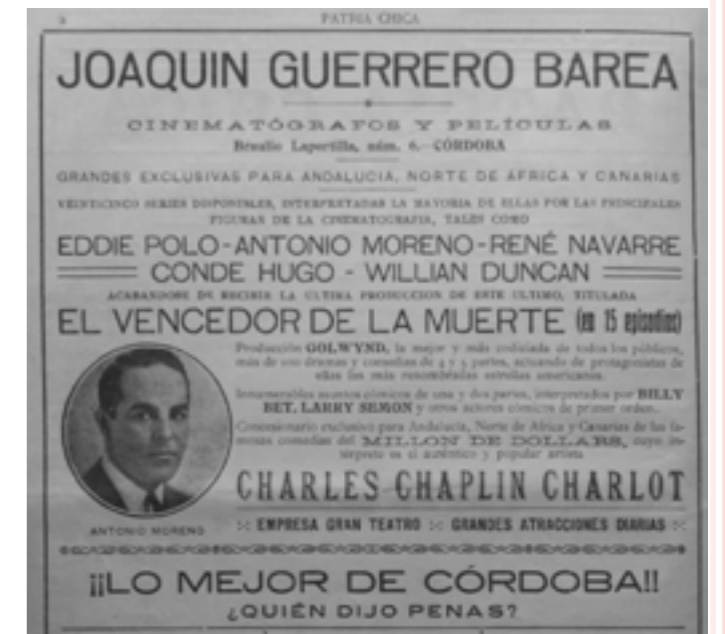 PATRIA CHICA
JOAQUIN GUERRERO BAREA
CINEMATÓGRAFOS Y PELÍCULAS
Braulio Laportilla, núm. 6.—CÓRDOBA
GRANDES EXCLUSIVAS PARA ANDALUCIA, NORTE DE AFRICA Y CANARIAS
VEINTICINCO SERIES DISPONIBLES, INTERPRETADAS LA MAYORIA DE ELLAS POR LAS PRINCIPALES
FIGURAS DE LA CINEMATOGRAFIA, TALES COMO
EDDIE POLO-ANTONIO MORENO-RENÉ NAVARRE
CONDE HUGO - WILLIAN DUNCAN
ACABANDOSE DE RECIBIR LA ULTIMA PRODUCCION DE ESTE ULTIMO, TITULADA
EL VENCEDOR DE LA MUERTE (en 15 episodios)
Producción GOLWYND, la mejor y más codiciada de todos los públicos,
más de 100 dramas y comedias de 4 y 5 partes, actuando de protagonistas de
ellas las más renombradas estrellas americanas.
Innumerables asuntos cómicos de una y dos partes, interpretados por BILLY
BET, LARRY SEMON y otros actores cómicos de primer orden.
Concesionario exclusivo para Andalucía, Norte de Africa y Canarias de las fa-
mosas comedias del MILLON DE DOLLARS, cuyo in-
térprete es el auténtico y popular artista
CHARLES CHAPLIN CHARLOT
ANTONIO MORENO
EMPRESA GRAN TEATRO GRANDES ATRACCIONES DIARIAS
¡¡LO MEJOR DE CÓRDOBA!!
¿QUIÉN DIJO PENAS?